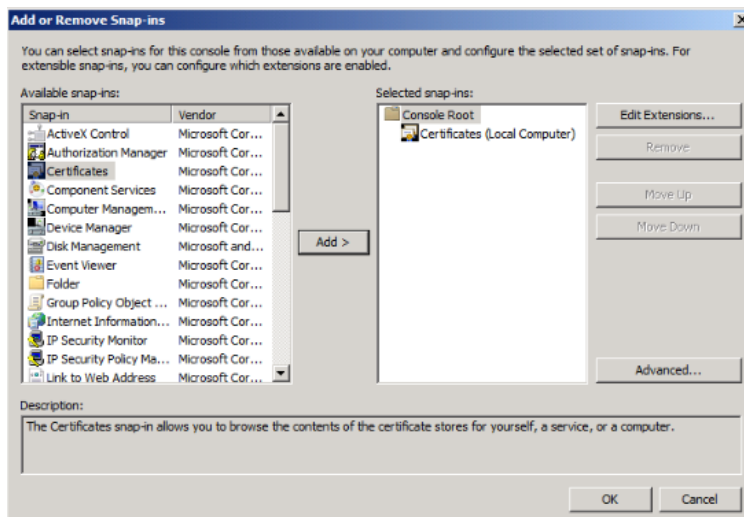 Add or Remove Snap-ins
You can select snap-ins for this console from those available on your computer and configure the selected set of snap-ins. For
extensible snap-ins, you can configure which extensions are enabled.
Available snap-ins:
Snap-in Vendor
ActiveX Control Microsoft Cor...
Authorization Manager Microsoft Cor...
Certificates Microsoft Cor...
Component Services Microsoft Cor...
Computer Managem... Microsoft Cor...
Device Manager Microsoft Cor...
Disk Management Microsoft and...
Event Viewer Microsoft Cor...
Folder Microsoft Cor...
Group Policy Object ... Microsoft Cor...
Internet Information... Microsoft Cor...
IP Security Monitor Microsoft Cor...
IP Security Policy Ma... Microsoft Cor...
Link to Web Address Microsoft Cor...
Add >
Selected snap-ins:
Console Root
Certificates (Local Computer)
Edit Extensions...
Remove
Move Up
Move Down
Advanced...
Description:
The Certificates snap-in allows you to browse the contents of the certificate stores for yourself, a service, or a computer.
OK
Cancel